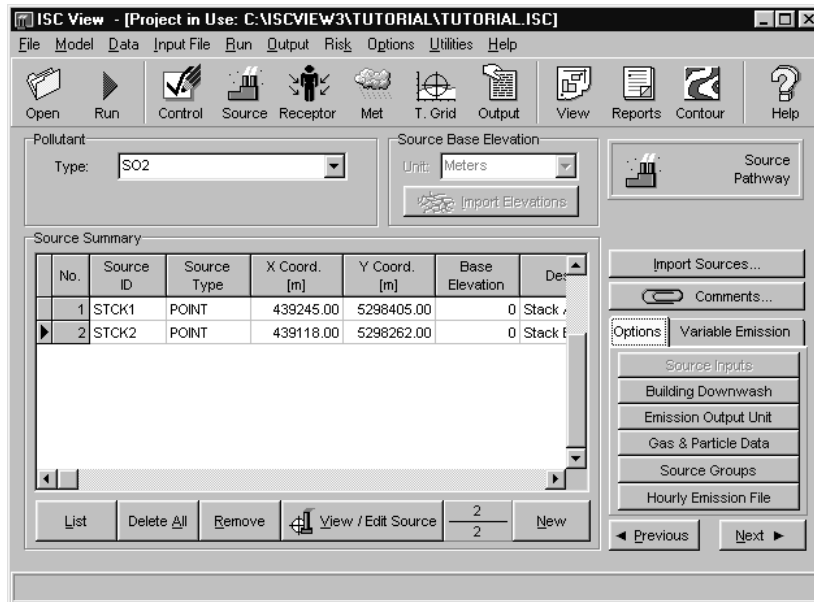 ISC View - [Project in Use: C:\ISCVIEW3\TUTORIAL\TUTORIAL.ISC]
File Model Data Input File Run Output Risk Options Utilities Help
Open Run Control Source Receptor Met T. Grid Output View Reports Contour Help
Pollutant
Type: SO2
Source Base Elevation
Unit: Meters
Import Elevations
Source Pathway
Source Summary
No. Source ID Source Type X Coord. [m] Y Coord. [m] Base Elevation Des
1 STCK1 POINT 439245.00 5298405.00 0 Stack
2 STCK2 POINT 439118.00 5298262.00 0 Stack
Import Sources...
Comments...
Options Variable Emission
Source Inputs
Building Downwash
Emission Output Unit
Gas & Particle Data
Source Groups
Hourly Emission File
List Delete All Remove View / Edit Source 2 2 New
Previous Next